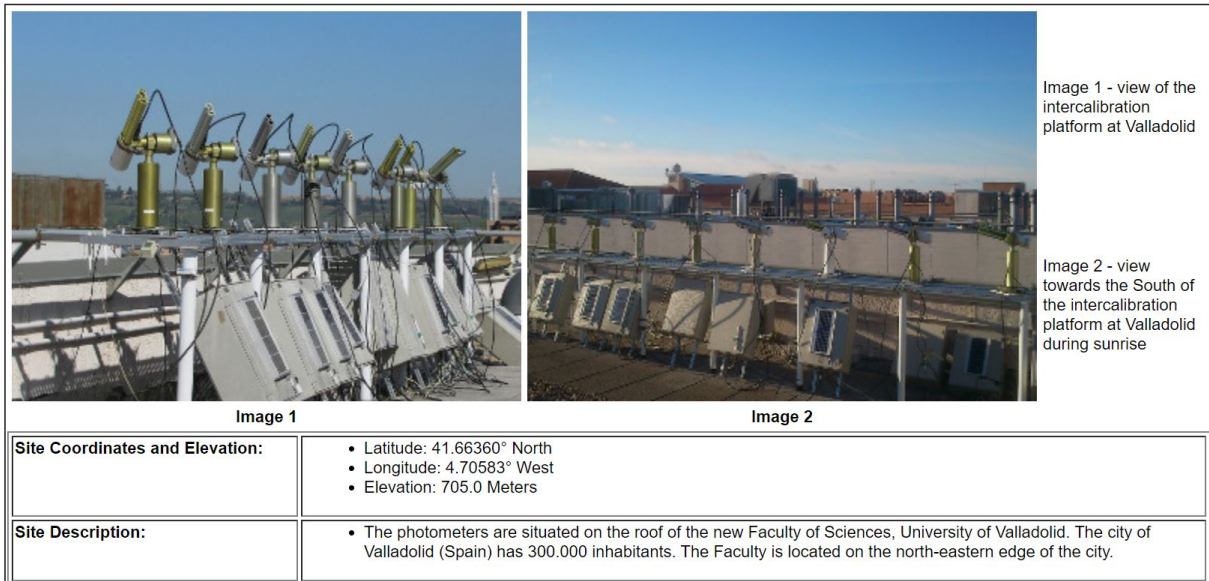 Image 1 - view of the
intercalibration
platform at Valladolid
Image 2 - view
towards the South of
the intercalibration
platform at Valladolid
during sunrise
Image 1
Image 2
Site Coordinates and Elevation:
• Latitude: 41.66360° North
• Longitude: 4.70583° West
• Elevation: 705.0 Meters
Site Description:
• The photometers are situated on the roof of the new Faculty of Sciences, University of Valladolid. The city of
Valladolid (Spain) has 300.000 inhabitants. The Faculty is located on the north-eastern edge of the city.